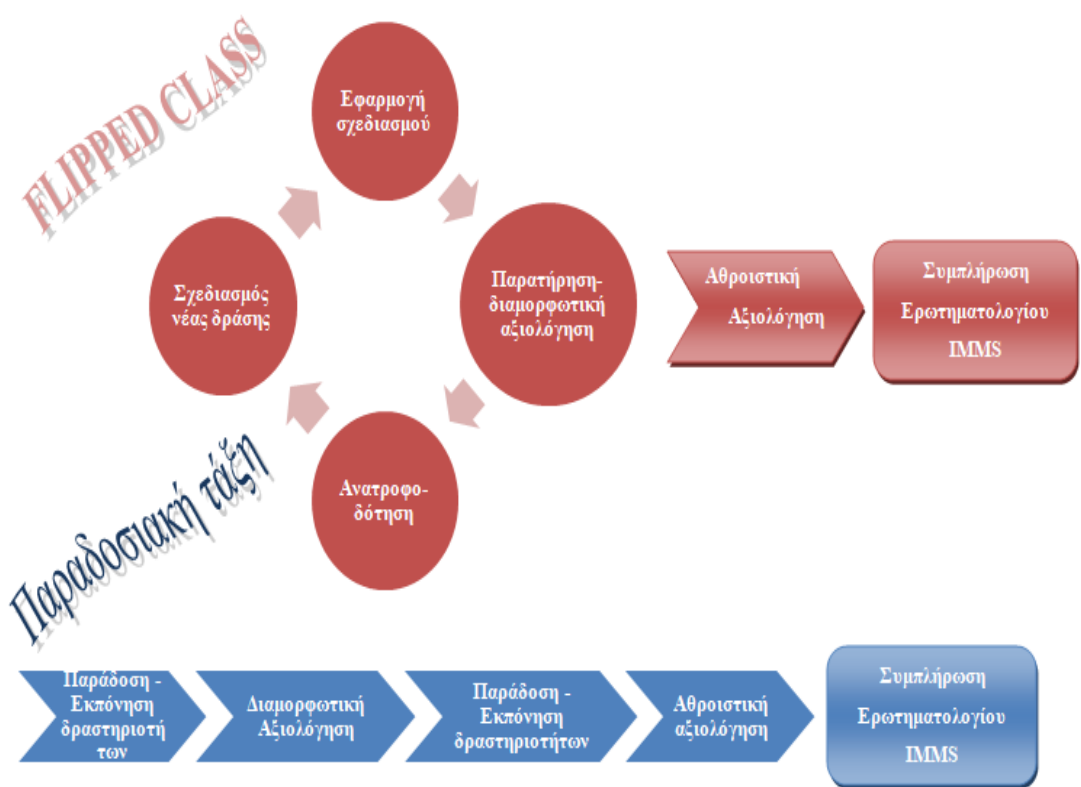 FLIPPED CLASS
Εφαρμογή
σχεδιασμού
Παρατήρηση-
διαμορφωτική
αξιολόγηση
Ανατροφο-
δότηση
Σχεδιασμός
νέας δράσης
Αθροιστική
Αξιολόγηση
Συμπλήρωση
Ερωτηματολογίου
IMMS
Παραδοσιακή τάξη
Παράδοση -
Εκπόνηση
δραστηριοτή
των
Διαμορφωτική
Αξιολόγηση
Παράδοση -
Εκπόνηση
δραστηριοτήτων
Αθροιστική
αξιολόγηση
Συμπλήρωση
Ερωτηματολογίου
IMMS